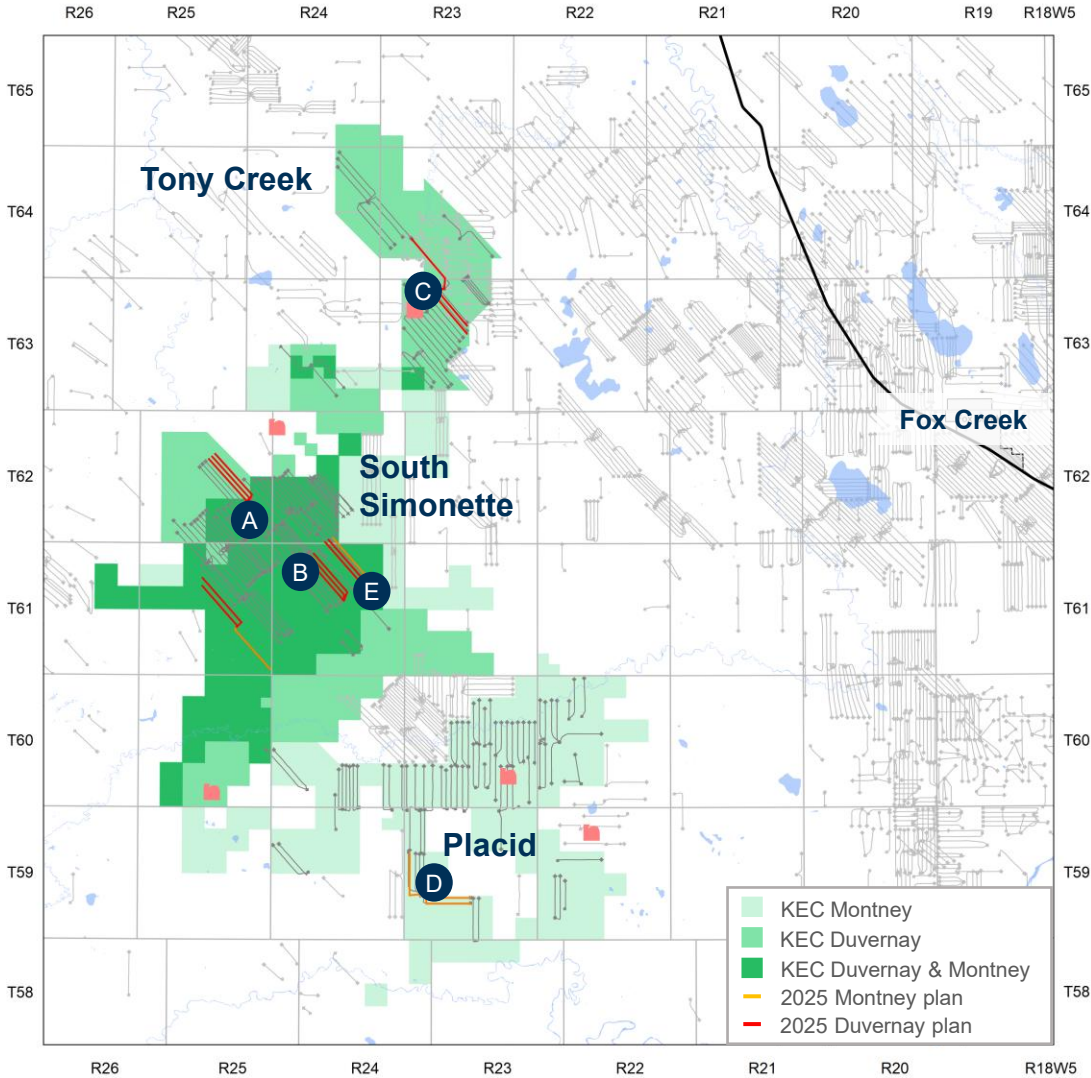 R26 R25 R24 R23 R22 R21 R20 R19 R18W5
T65 T65
Tony Creek
T64 T64
C
T63 T63
Fox Creek
South
Simonette
T62 T62
A
B
E
T61 T61
T60 T60
Placid
T59 T59
D
KEC Montney
KEC Duvernay
KEC Duvernay & Montney
2025 Montney plan
2025 Duvernay plan
T58 T58
R26 R25 R24 R23 R22 R21 R20 R18W5